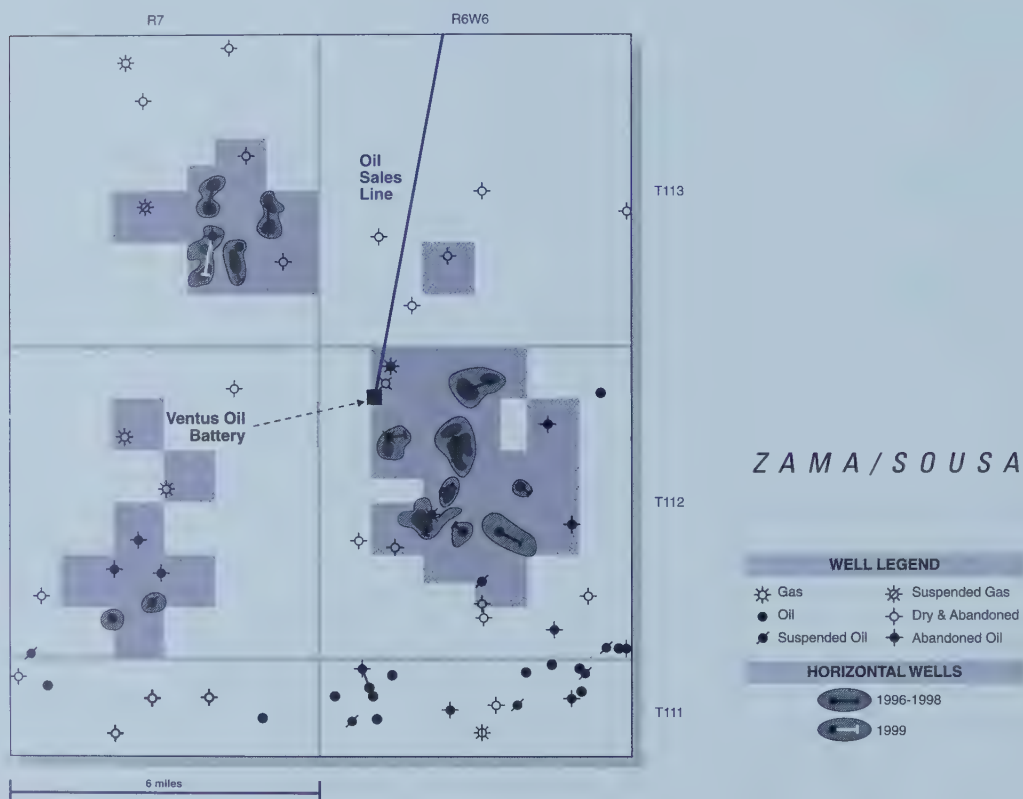 R7
R6W6
Oil
Sales
Line
T113
Ventus Oil
Battery
ZAMA/SOUSA
T112
WELL LEGEND
Gas
Suspended Gas
Oil
Dry & Abandoned
Suspended Oil
Abandoned Oil
HORIZONTAL WELLS
1996-1998
1999
T111
6 miles